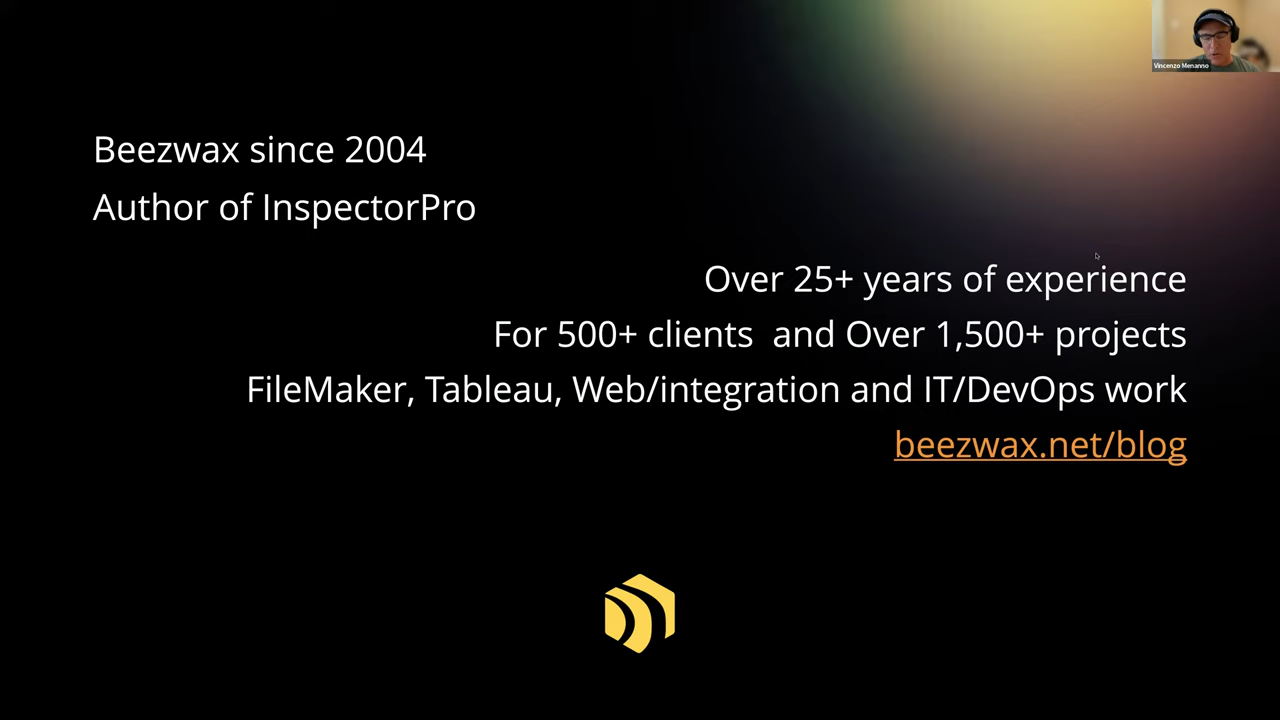 Vincenzo Menanno
Beezwax since 2004
Author of InspectorPro
Over 25+ years of experience
For 500+ clients  and Over 1,500+ projects
FileMaker, Tableau, Web/integration and IT/DevOps work
beezwax.net/blog